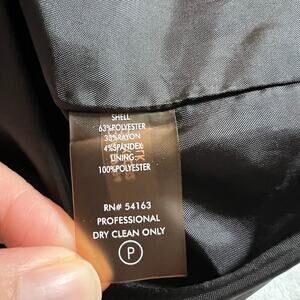 SHELL:
63%POLYESTER
33%RAYON
4%SPANDEX
LINING:
100%POLYESTER
RN# 54163
PROFESSIONAL
DRY CLEAN ONLY
P